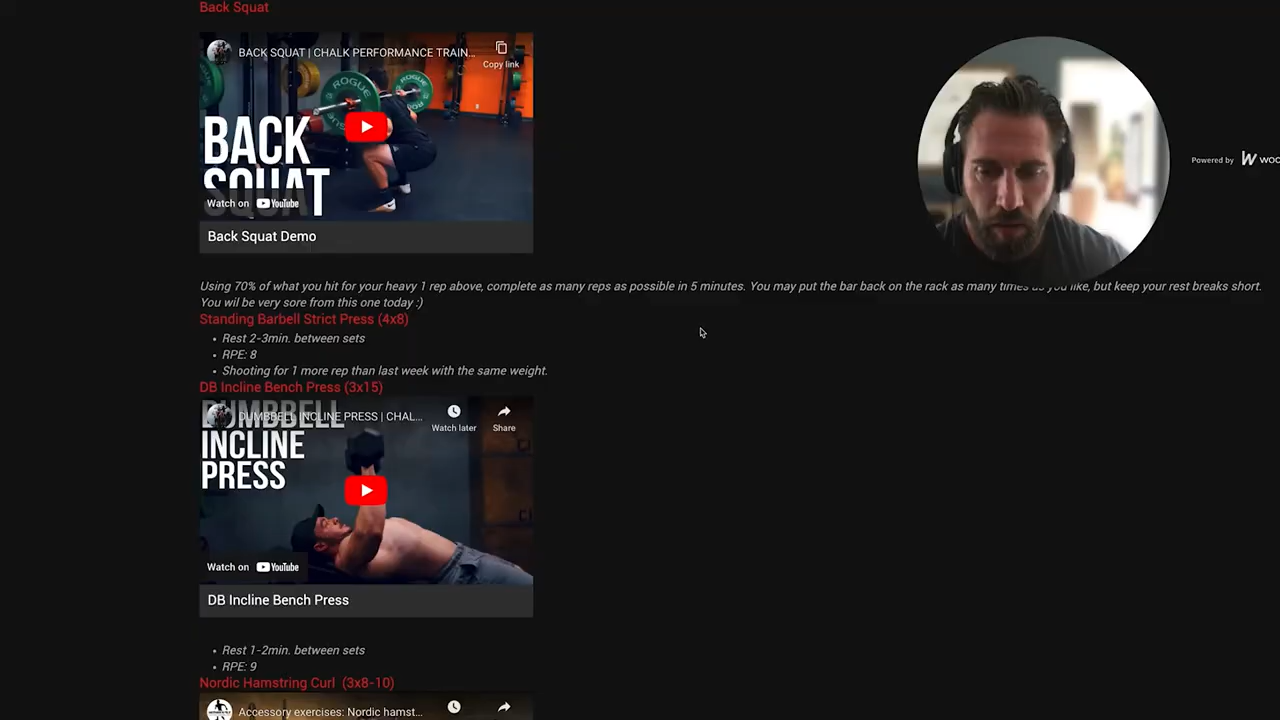 Back Squat
BACK SQUAT | CHALK PERFORMANCE TRAIN...
Copy link
ROGUE
ROGUE
BACK
SQUAT
Watch on YouTube
Back Squat Demo
Powered by WOO
Using 70% of what you hit for your heavy 1 rep above, complete as many reps as possible in 5 minutes. You may put the bar back on the rack as many times as you like, but keep your rest breaks short.
You wil be very sore from this one today :)
Standing Barbell Strict Press (4x8)
• Rest 2-3min. between sets
• RPE: 8
• Shooting for 1 more rep than last week with the same weight.
DB Incline Bench Press (3x15)
DUMBBELL INCLINE PRESS | CHAL...
Watch later
Share
DUMBBELL
INCLINE
PRESS
Watch on YouTube
DB Incline Bench Press
• Rest 1-2min. between sets
• RPE: 9
Nordic Hamstring Curl (3x8-10)
Accessory exercises: Nordic hamst...